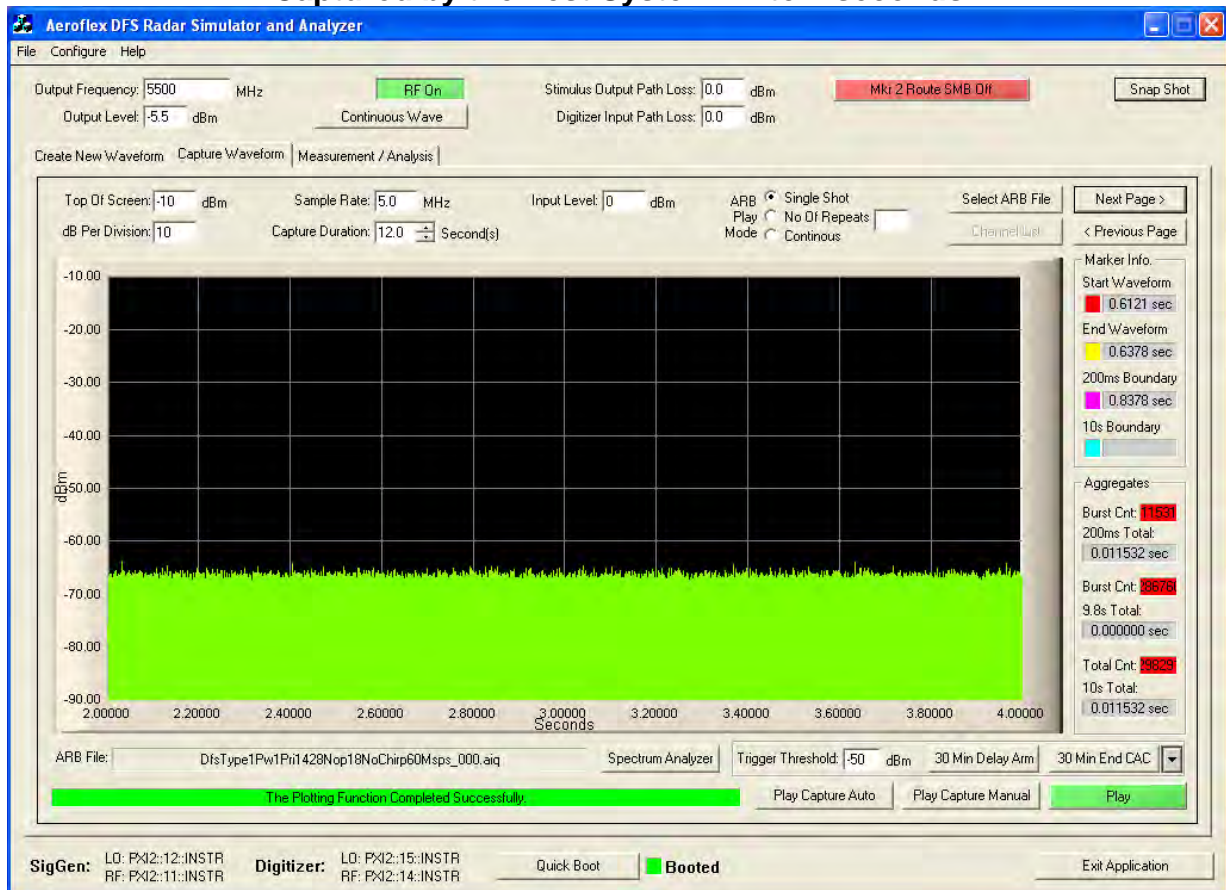 Aeroflex DFS Radar Simulator and Analyzer
File Configure Help
Output Frequency: 5500 MHz
RF On
Stimulus Output Path Loss: 0.0 dBm
Mkr 2 Route SMB Off
Snap Shot
Output Level: -5.5 dBm
Continuous Wave
Digitizer Input Path Loss: 0.0 dBm
Create New Waveform Capture Waveform Measurement / Analysis
Top Of Screen: -10 dBm
Sample Rate: 5.0 MHz
Input Level: 0 dBm
ARB Play Mode
Single Shot
No Of Repeats
Continous
Select ARB File
Next Page >
dB Per Division: 10
Capture Duration: 12.0 Second(s)
Channel List
< Previous Page
Marker Info.
Start Waveform
0.6121 sec
End Waveform
0.6378 sec
200ms Boundary
0.8378 sec
10s Boundary
Aggregates
Burst Cnt: 11531
200ms Total:
0.011532 sec
Burst Cnt:
9.8s Total:
0.000000 sec
Total Cnt:
10s Total:
0.011532 sec
-10.00
-20.00
-30.00
-40.00
-50.00
-60.00
-70.00
-80.00
-90.00
dBm
2.00000 2.20000 2.40000 2.60000 2.80000 3.00000 3.20000 3.40000 3.60000 3.80000 4.00000
Seconds
ARB File: DfsType1Pw1Pri1428Nop18NoChirp60Msps_000.aiq
Spectrum Analyzer
Trigger Threshold: -50 dBm
30 Min Delay Arm
30 Min End CAC
The Plotting Function Completed Successfully.
Play Capture Auto
Play Capture Manual
Play
SigGen: LO: PXI2::12::INSTR
RF: PXI2::11::INSTR
Digitizer: LO: PXI2::15::INSTR
RF: PXI2::14::INSTR
Quick Boot
Booted
Exit Application